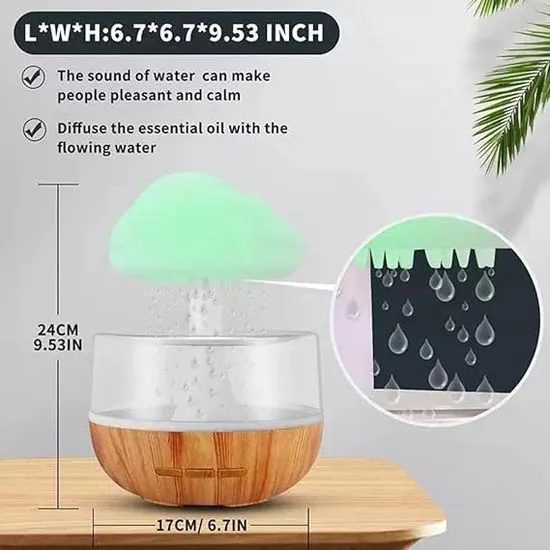 L*W*H:6.7*6.7*9.53 INCH
The sound of water can make
people pleasant and calm
Diffuse the essential oil with the
flowing water
24CM
9.53IN
17CM/ 6.7IN